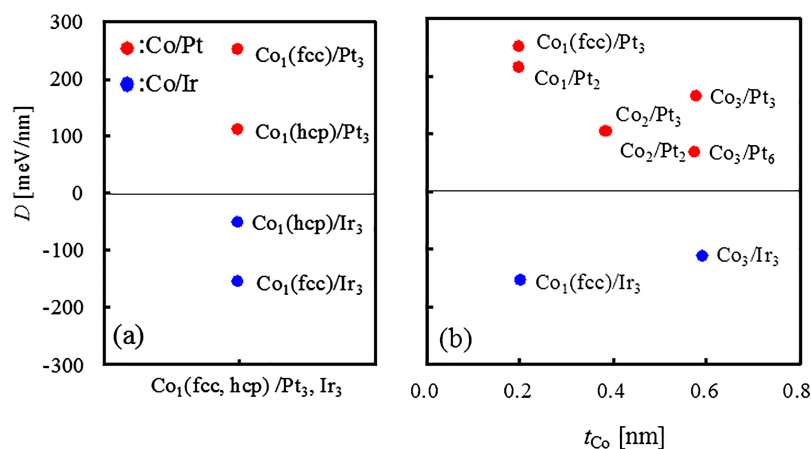 300
200
100
0
-100
-200
-300
D [meV/nm]
:Co/Pt
:Co/Ir
Co₁(fcc)/Pt₃
Co₁(hcp)/Pt₃
Co₁(hcp)/Ir₃
Co₁(fcc)/Ir₃
(a)
Co₁(fcc, hcp) /Pt₃, Ir₃
Co₁(fcc)/Pt₃
Co₁/Pt₂
Co₃/Pt₃
Co₂/Pt₃
Co₂/Pt₂
Co₃/Pt₆
Co₃/Ir₃
Co₁(fcc)/Ir₃
(b)
0.0 0.2 0.4 0.6 0.8
tCo [nm]